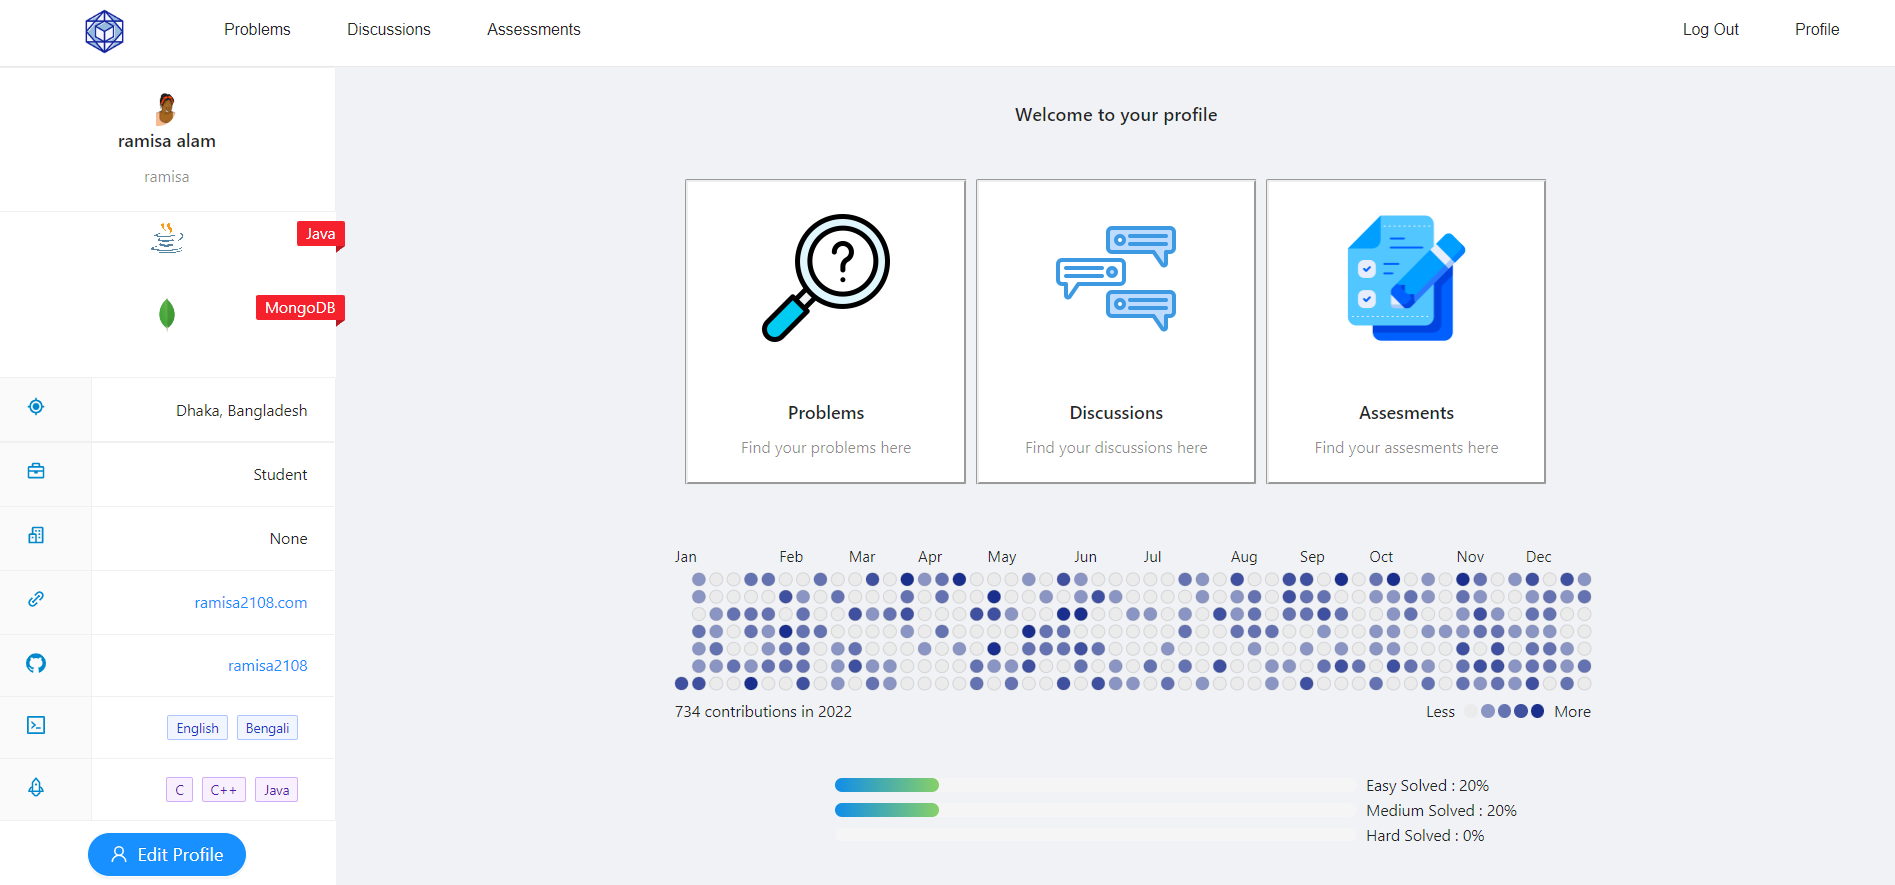 Problems Discussions Assessments Log Out Profile
ramisa alam
ramisa
Java
MongoDB
Dhaka, Bangladesh
Student
None
ramisa2108.com
ramisa2108
English Bengali
C C++ Java
Edit Profile
Welcome to your profile
Problems
Find your problems here
Discussions
Find your discussions here
Assesments
Find your assesments here
Jan Feb Mar Apr May Jun Jul Aug Sep Oct Nov Dec
734 contributions in 2022
Less More
Easy Solved : 20%
Medium Solved : 20%
Hard Solved : 0%